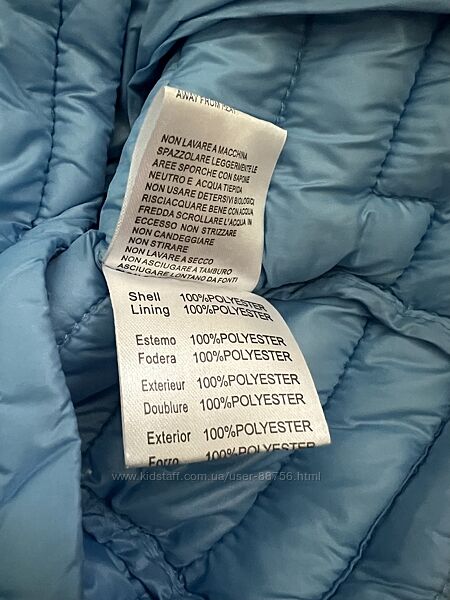 AWAY FROM HEAT
NON LAVARE A MACCHINA
SPAZZOLARE LEGGERMENTE LE
AREE SPORCHE CON SAPONE
NEUTRO E ACQUA TIEPIDA
NON USARE DETERSIVI BIOLOGICA
RISCIACQUARE BENE CON ACQUA
FREDDA SCROLLARE L'ACQUA IN
ECCESSO NON STRIZZARE
NON CANDEGGIARE
NON STIRARE
NON LAVARE A SECCO
NON ASCIUGARE A TAMBURO
ASCIUGARE LONTANO DA FONTI
Shell 100%POLYESTER
Lining 100%POLYESTER
Estemo 100%POLYESTER
Fodera 100%POLYESTER
Exterieur 100%POLYESTER
Doublure 100%POLYESTER
Exterior 100%POLYESTER
Forro 100%POLYESTER
www.kidstaff.com.ua/user-88756.html